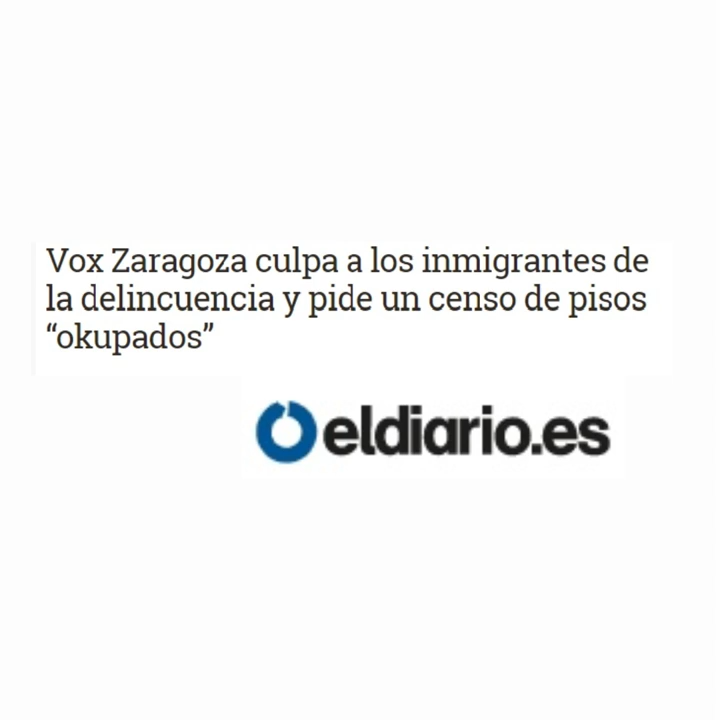 Vox Zaragoza culpa a los inmigrantes de
la delincuencia y pide un censo de pisos
“okupados”
eldiario.es